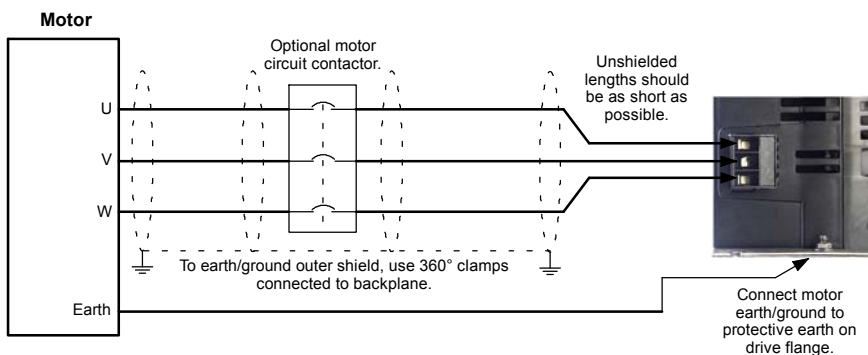 Motor
Optional motor
circuit contactor.
Unshielded
lengths should
be as short as
possible.
U
V
W
To earth/ground outer shield, use 360° clamps
connected to backplane.
Earth
Connect motor
earth/ground to
protective earth on
drive flange.